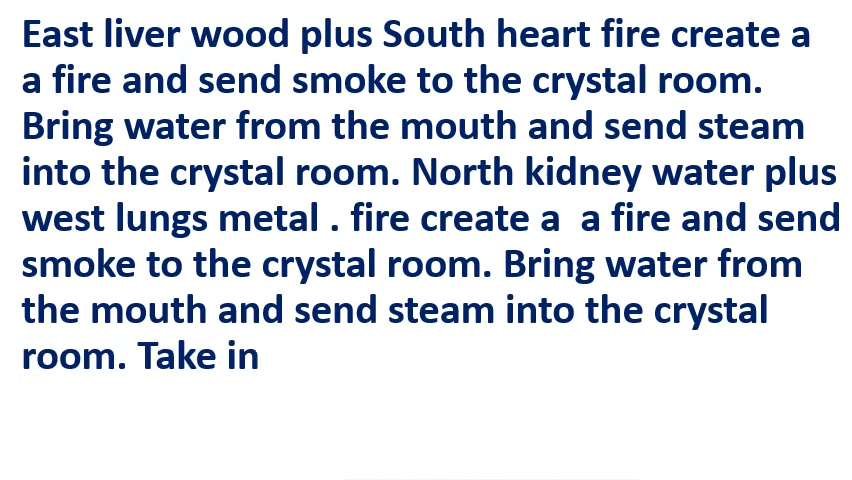 East liver wood plus South heart fire create a
a fire and send smoke to the crystal room.
Bring water from the mouth and send steam
into the crystal room. North kidney water plus
west lungs metal . fire create a  a fire and send
smoke to the crystal room. Bring water from
the mouth and send steam into the crystal
room. Take in